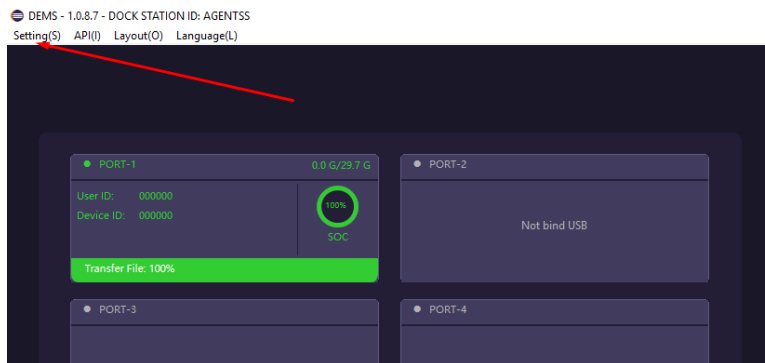 DEMS - 1.0.8.7 - DOCK STATION ID: AGENTSS
Setting(S) API(I) Layout(O) Language(L)
PORT-1 0.0 G/29.7 G
User ID: 000000
Device ID: 000000
100%
SOC
Transfer File: 100%
PORT-2
Not bind USB
PORT-3
PORT-4